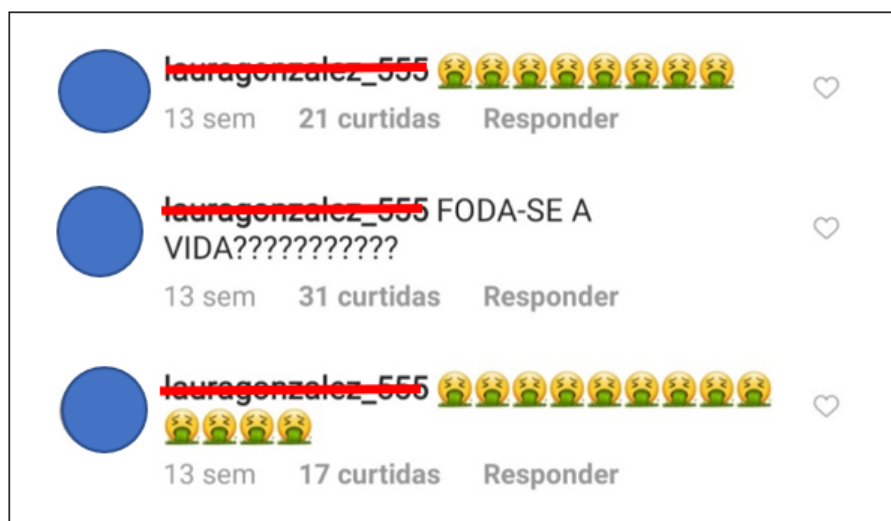 lauragonzalez_555 🤮🤮🤮🤮🤮🤮🤮🤮
13 sem 21 curtidas Responder
lauragonzalez_555 FODA-SE A
VIDA???????????
13 sem 31 curtidas Responder
lauragonzalez_555 🤮🤮🤮🤮🤮🤮🤮🤮🤮
🤮🤮🤮🤮
13 sem 17 curtidas Responder